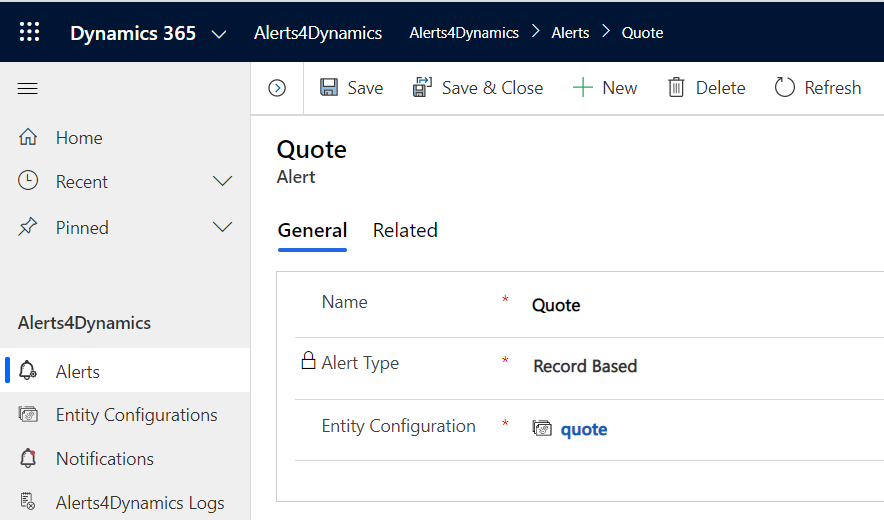 Dynamics 365 Alerts4Dynamics Alerts4Dynamics > Alerts > Quote
Save Save & Close New Delete Refresh
Home
Recent
Pinned
Alerts4Dynamics
Alerts
Entity Configurations
Notifications
Alerts4Dynamics Logs
Quote
Alert
General Related
Name * Quote
Alert Type * Record Based
Entity Configuration * quote